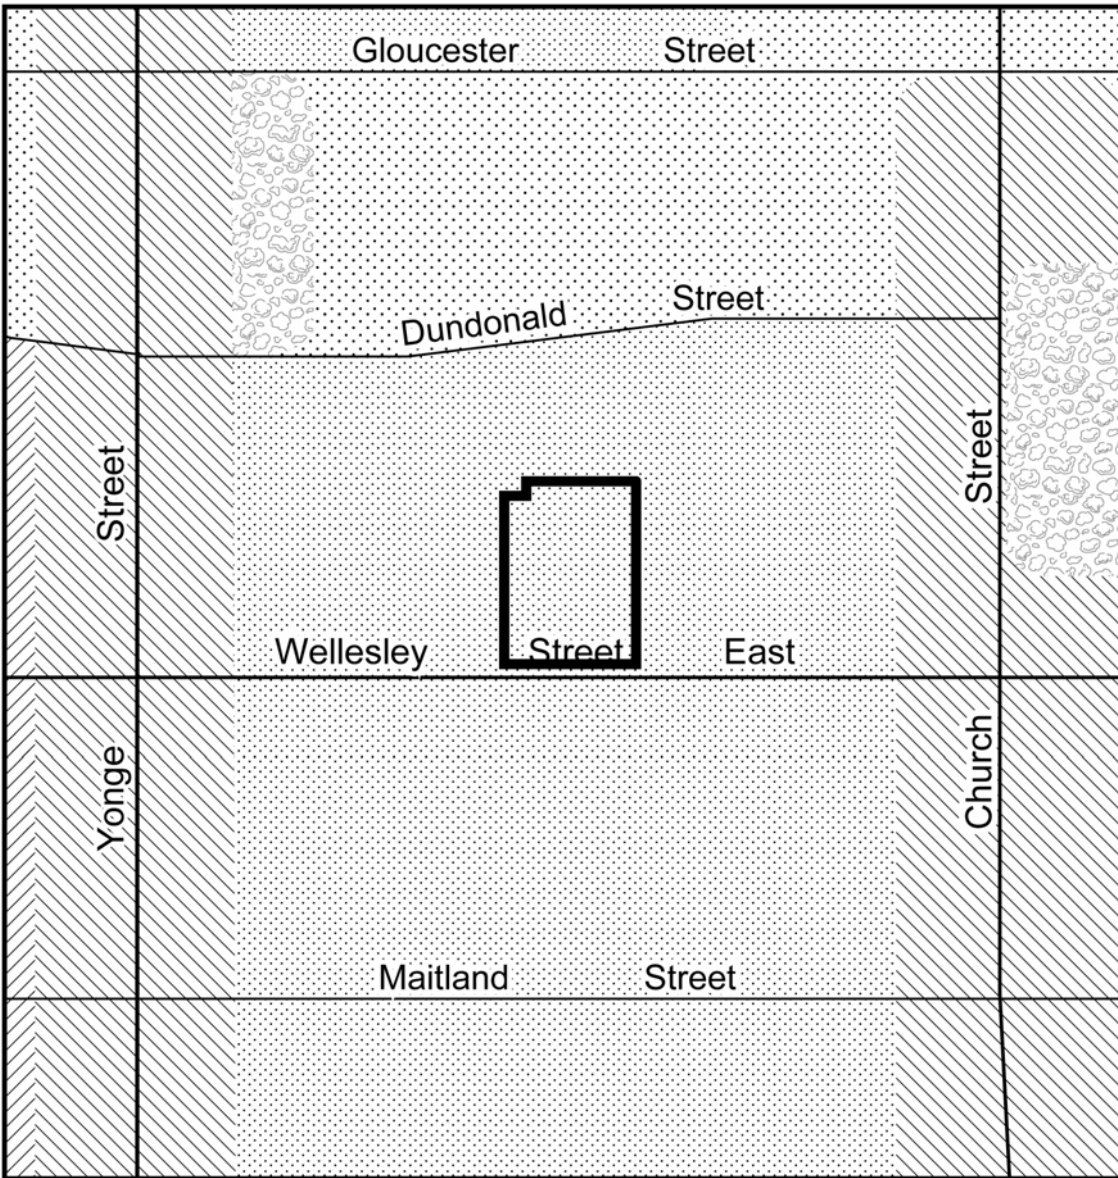 Gloucester Street
Dundonald Street
Street
Street
Wellesley Street East
Yonge
Church
Maitland Street